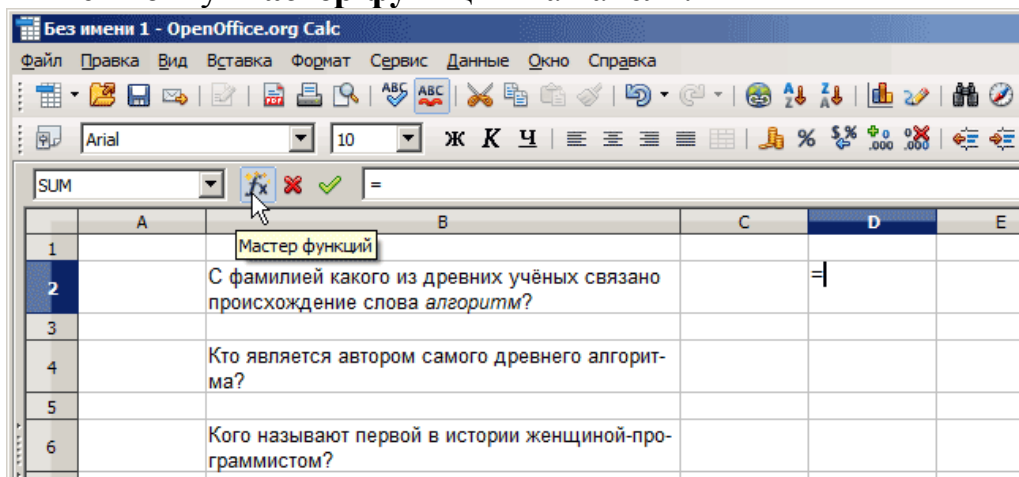 Без имени 1 - OpenOffice.org Calc
Файл Правка Вид Вставка Формат Сервис Данные Окно Справка
Arial 10 Ж К Ч %
SUM =
A B C D E
Мастер функций
1
2 С фамилией какого из древних учёных связано =
происхождение слова алгоритм?
3
4 Кто является автором самого древнего алгорит-
ма?
5
6 Кого называют первой в истории женщиной-про-
граммистом?